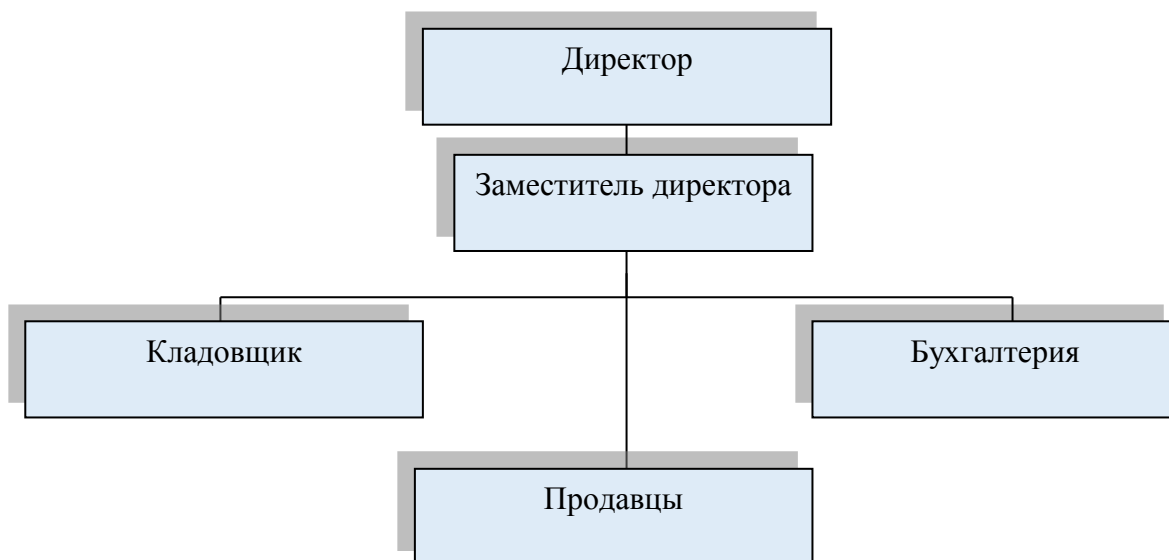 Директор
Заместитель директора
Кладовщик
Бухгалтерия
Продавцы